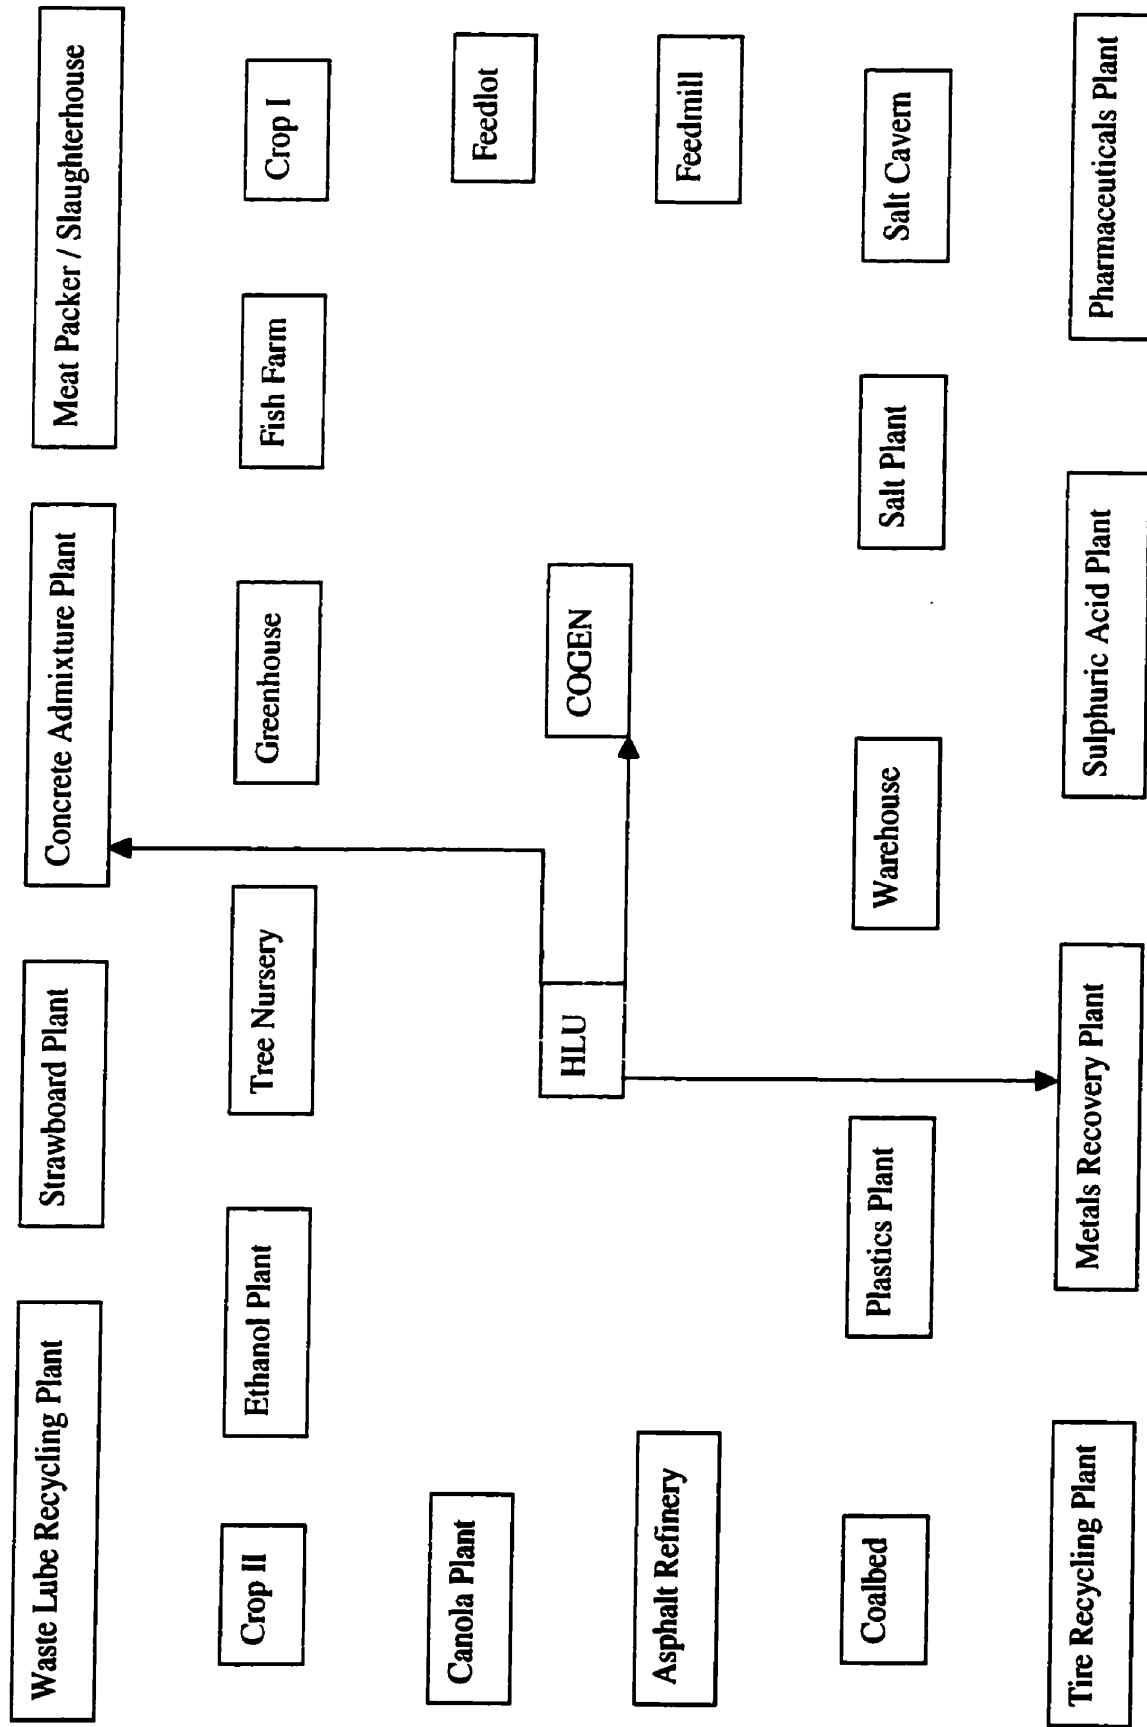 Waste Lube Recycling Plant
Strawboard Plant
Concrete Admixture Plant
Meat Packer / Slaughterhouse
Crop II
Ethanol Plant
Tree Nursery
Greenhouse
Fish Farm
Crop I
Canola Plant
Feedlot
HLU
COGEN
Asphalt Refinery
Feedmill
Coalbed
Plastics Plant
Warehouse
Salt Plant
Salt Cavern
Tire Recycling Plant
Metals Recovery Plant
Sulphuric Acid Plant
Pharmaceuticals Plant